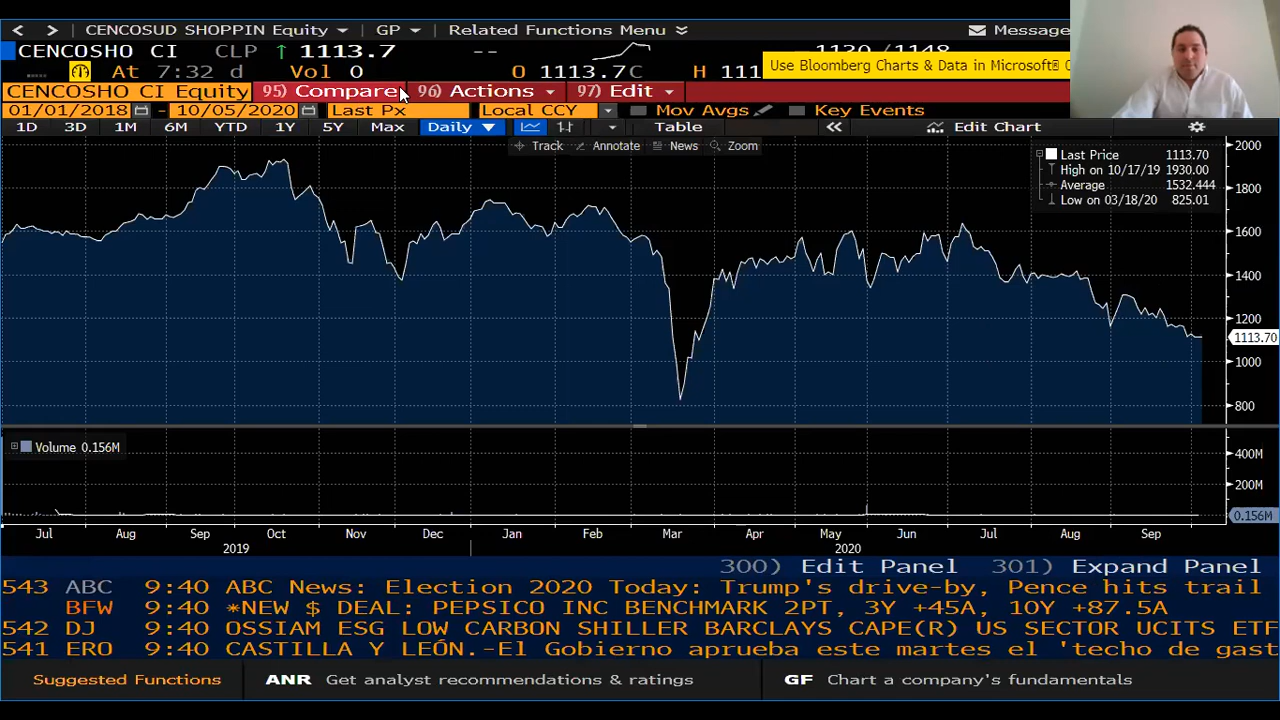 CENCOSUD SHOPPIN Equity GP Related Functions Menu Message
CENCOSHO CI CLP ↑ 1113.7 -- 1130 / 1148
At 7:32 d Vol 0 O 1113.7C H 111
Use Bloomberg Charts & Data in Microsoft®
CENCOSHO CI Equity 95) Compare 96) Actions 97) Edit
01/01/2018 - 10/05/2020 Last Px Local CCY Mov Avgs Key Events
1D 3D 1M 6M YTD 1Y 5Y Max Daily ▼ Table « Edit Chart
Track Annotate News Zoom
Last Price 1113.70
High on 10/17/19 1930.00
Average 1532.444
Low on 03/18/20 825.01
2000
1800
1600
1400
1200
1113.70
1000
800
Volume 0.156M
400M
200M
0.156M
Jul Aug Sep Oct Nov Dec Jan Feb Mar Apr May Jun Jul Aug Sep
2019 2020
300) Edit Panel 301) Expand Panel
543 ABC 9:40 ABC News: Election 2020 Today: Trump's drive-by, Pence hits trail
BFW 9:40 *NEW $ DEAL: PEPSICO INC BENCHMARK 2PT, 3Y +45A, 10Y +87.5A
542 DJ 9:40 OSSIAM ESG LOW CARBON SHILLER BARCLAYS CAPE(R) US SECTOR UCITS ETF
541 ERO 9:40 CASTILLA Y LEÓN.-El Gobierno aprueba este martes el 'techo de gast
Suggested Functions ANR Get analyst recommendations & ratings GF Chart a company's fundamentals